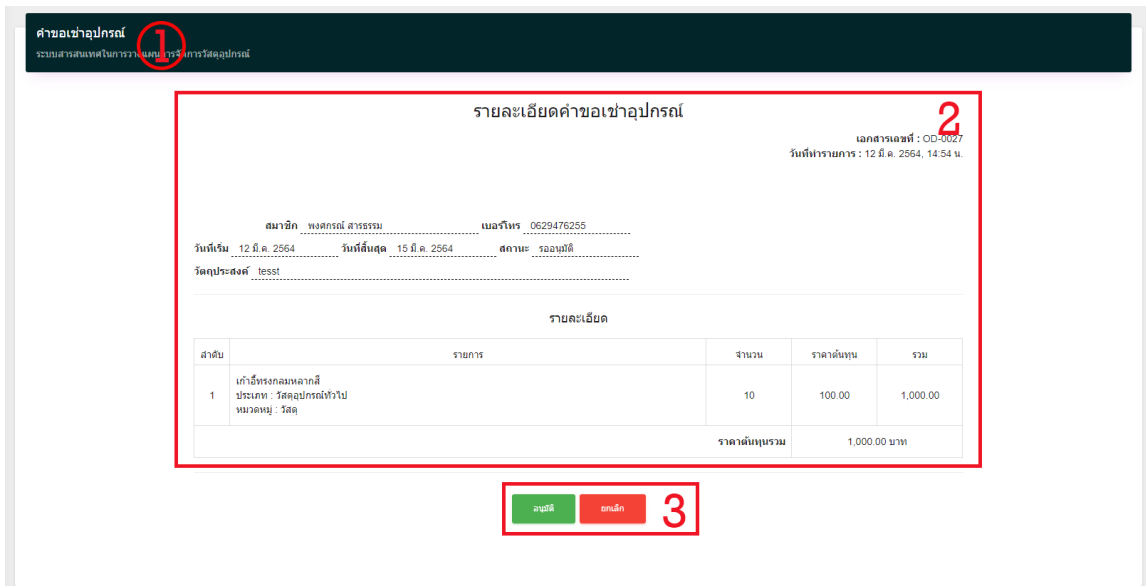 คำขอเช่าอุปกรณ์
1
ระบบสารสนเทศในการวางแผนการจัดการวัสดุอุปกรณ์
รายละเอียดคำขอเช่าอุปกรณ์
2
เอกสารเลขที่ : OD-0027
วันที่ทำรายการ : 12 มี.ค. 2564, 14:54 น.
สมาชิก พงศกรณ์ สารธรรม เบอร์โทร 0629476255
วันที่เริ่ม 12 มี.ค. 2564 วันที่สิ้นสุด 15 มี.ค. 2564 สถานะ รออนุมัติ
วัตถุประสงค์ tesst
รายละเอียด
ลำดับ รายการ จำนวน ราคาต้นทุน รวม
เก้าอี้ทรงกลมหลากสี
1 ประเภท : วัสดุอุปกรณ์ทั่วไป 10 100.00 1,000.00
หมวดหมู่ : วัสดุ
ราคาต้นทุนรวม 1,000.00 บาท
อนุมัติ ยกเลิก 3